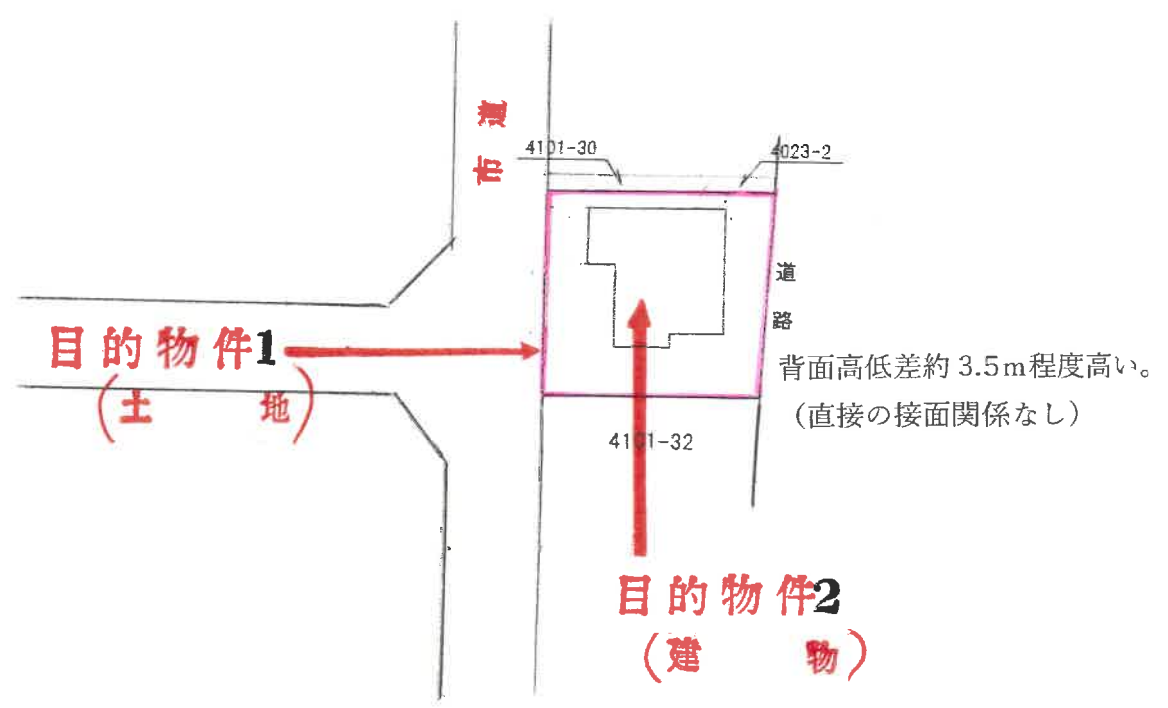 市道
4101-30
4023-2
道路
目的物件1
(土地)
背面高低差約3.5m程度高い。
(直接の接面関係なし)
4101-32
目的物件2
(建物)